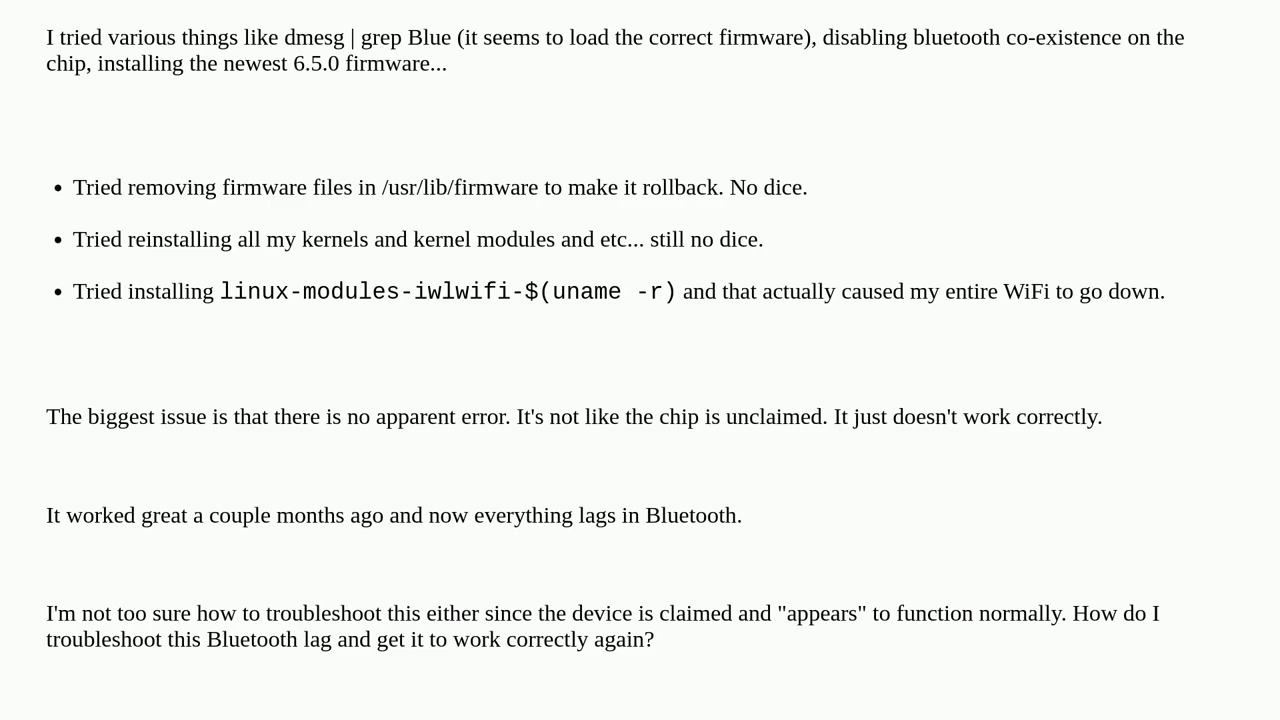 I tried various things like dmesg | grep Blue (it seems to load the correct firmware), disabling bluetooth co-existence on the
chip, installing the newest 6.5.0 firmware...
• Tried removing firmware files in /usr/lib/firmware to make it rollback. No dice.
• Tried reinstalling all my kernels and kernel modules and etc... still no dice.
• Tried installing linux-modules-iwlwifi-$(uname -r) and that actually caused my entire WiFi to go down.
The biggest issue is that there is no apparent error. It's not like the chip is unclaimed. It just doesn't work correctly.
It worked great a couple months ago and now everything lags in Bluetooth.
I'm not too sure how to troubleshoot this either since the device is claimed and "appears" to function normally. How do I
troubleshoot this Bluetooth lag and get it to work correctly again?